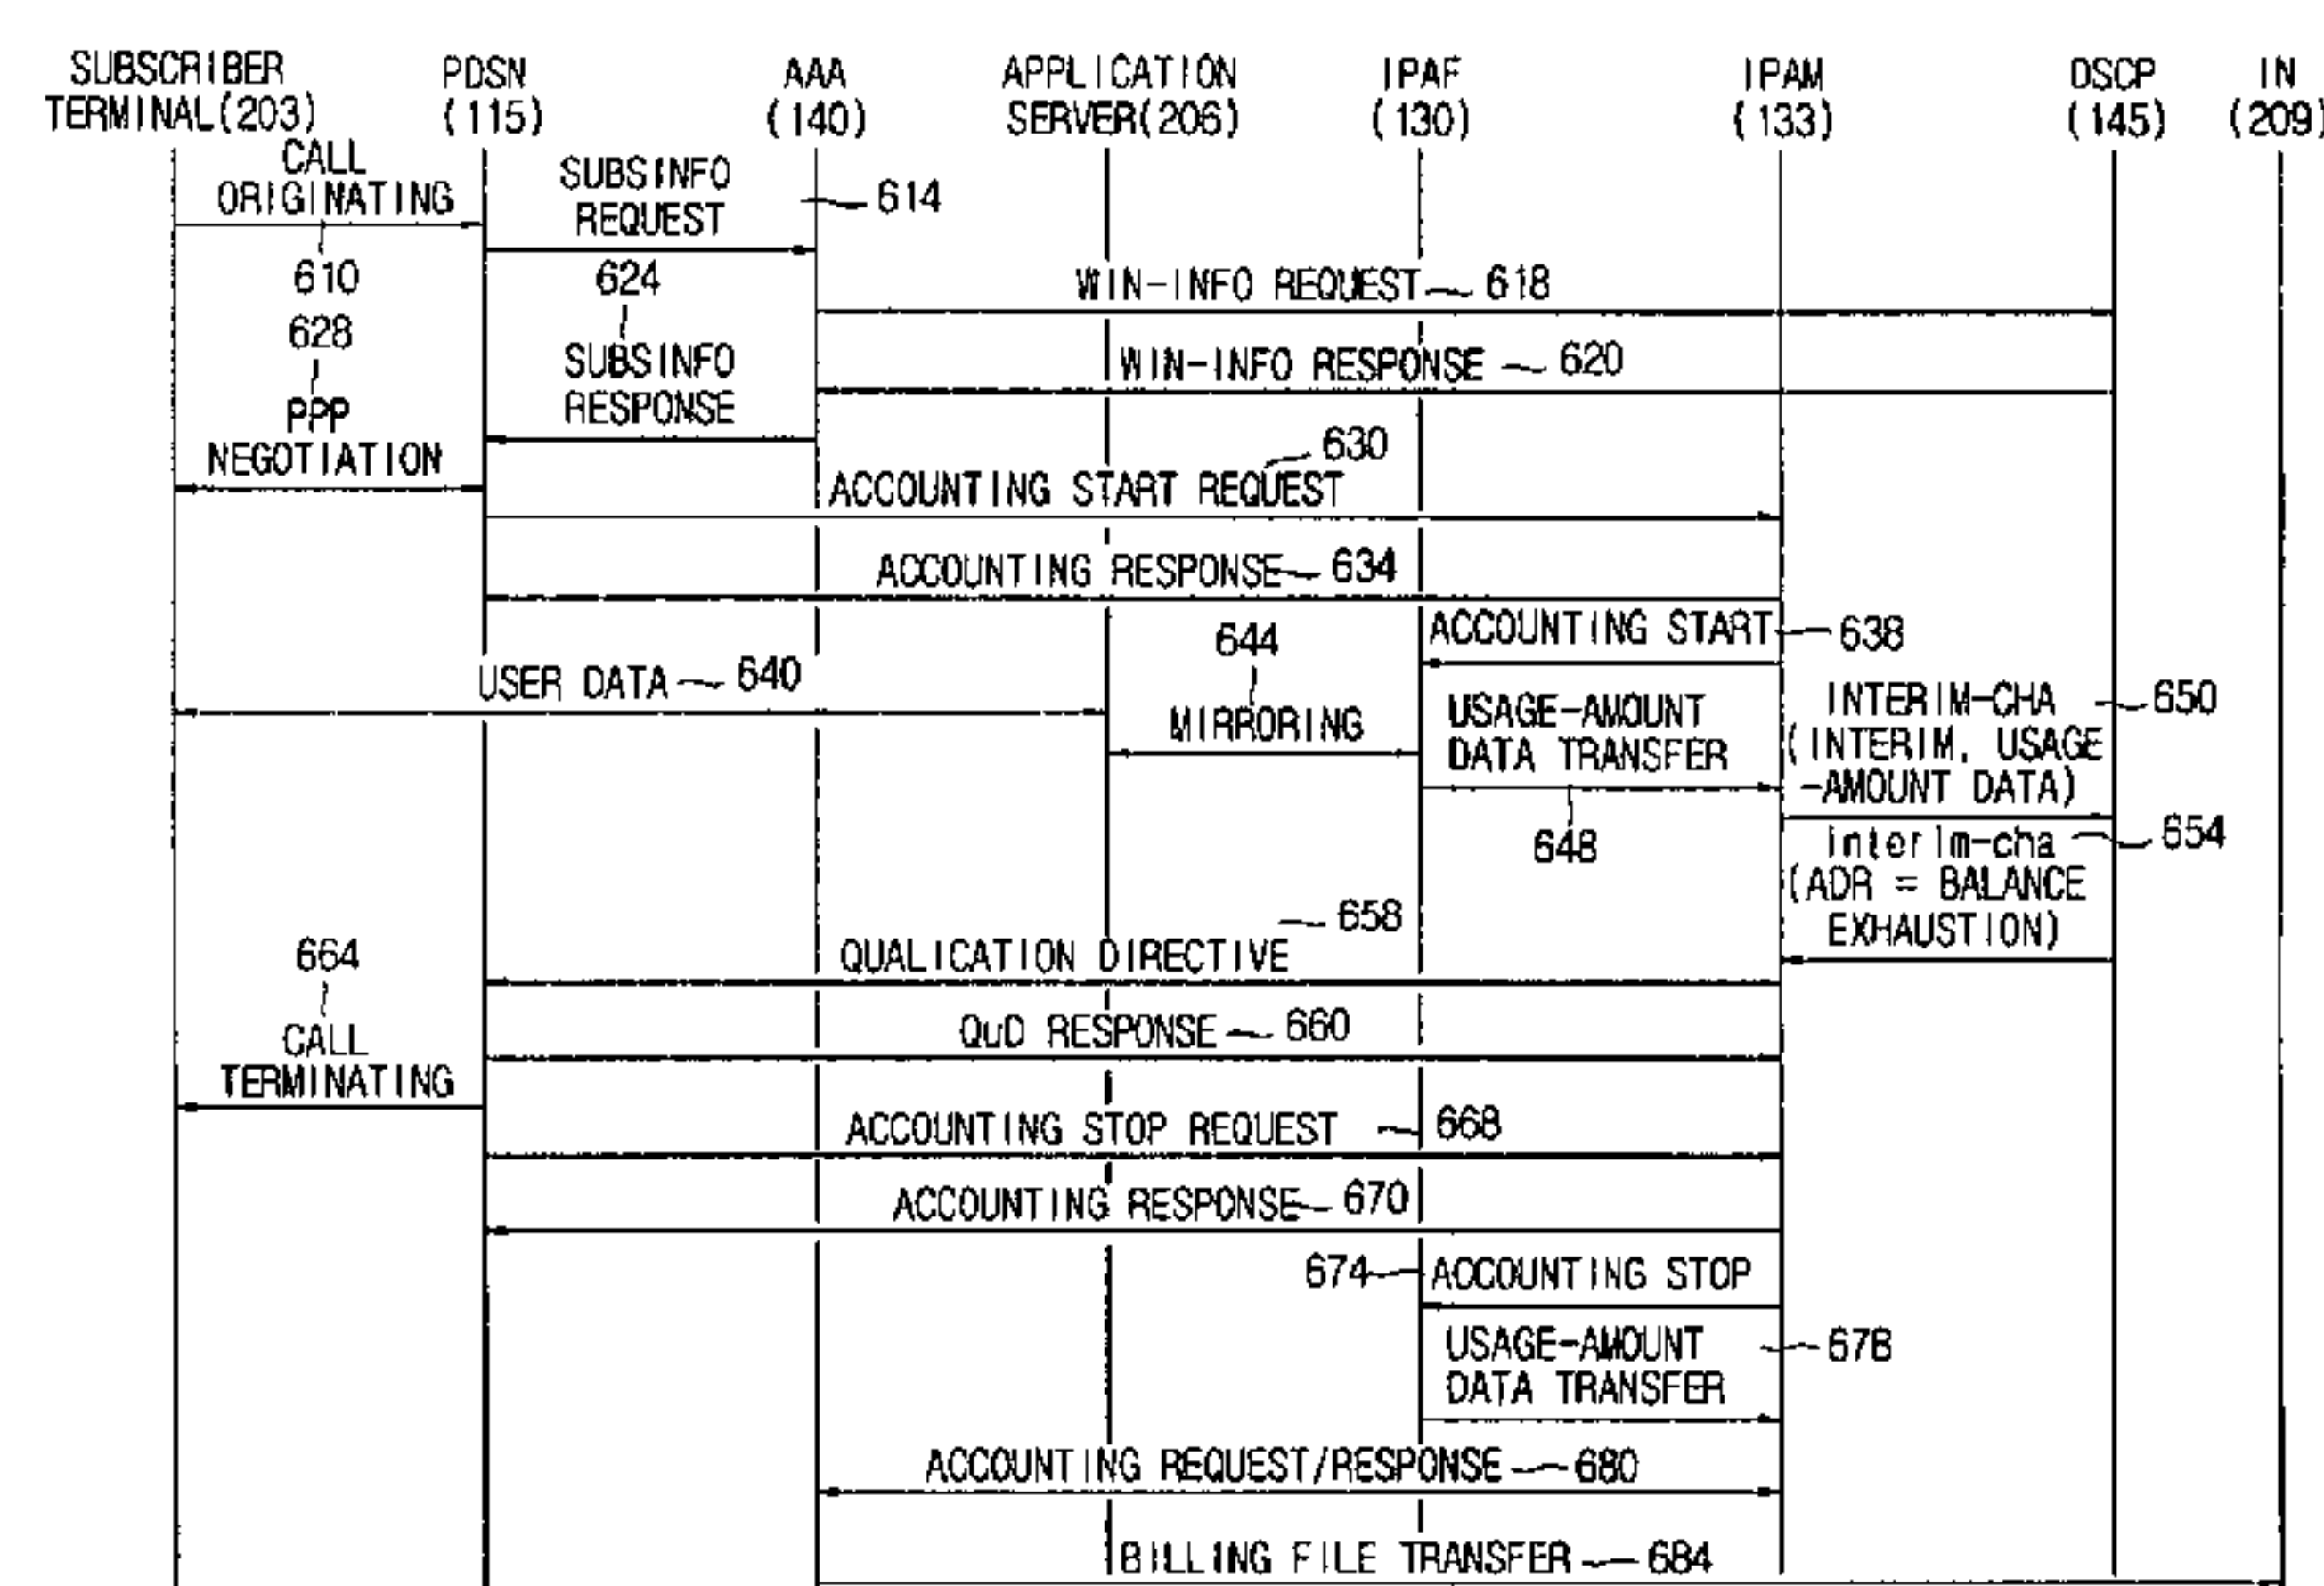 SUBSCRIBER
TERMINAL(203)
PDSN
(115)
AAA
(140)
APPLICATION
SERVER(206)
IPAF
(130)
IPAM
(133)
DSCP
(145)
IN
(209)
CALL
ORIGINATING
610
SUBSINFO
REQUEST
614
WIN-INFO REQUEST 618
WIN-INFO RESPONSE 620
624
SUBSINFO
RESPONSE
628
PPP
NEGOTIATION
630
ACCOUNTING START REQUEST
ACCOUNTING RESPONSE 634
ACCOUNTING START 638
USER DATA 640
644
MIRRORING
USAGE-AMOUNT
DATA TRANSFER
648
INTERIM-CHA 650
(INTERIM, USAGE
-AMOUNT DATA)
interim-cha 654
(ADR = BALANCE
EXHAUSTION)
658
QUALICATION DIRECTIVE
QuD RESPONSE 660
664
CALL
TERMINATING
ACCOUNTING STOP REQUEST 668
ACCOUNTING RESPONSE 670
674 ACCOUNTING STOP
USAGE-AMOUNT 678
DATA TRANSFER
ACCOUNTING REQUEST/RESPONSE 680
BILLING FILE TRANSFER 684